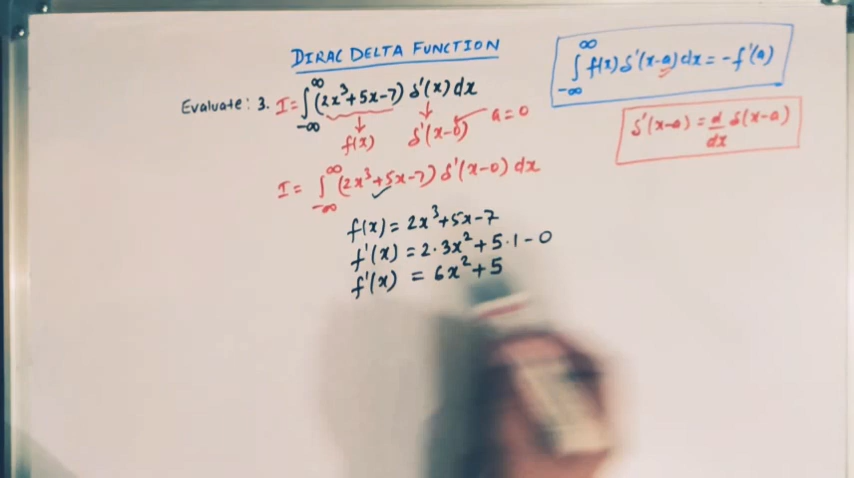 DIRAC DELTA FUNCTION
∫_{-∞}^{∞} f(x) δ'(x-a) dx = -f'(a)
Evaluate: 3. I = ∫_{-∞}^{∞} (2x³+5x-7) δ'(x) dx
f(x) δ'(x-0) a=0
δ'(x-a) = d/dx δ(x-a)
I = ∫_{-∞}^{∞} (2x³+5x-7) δ'(x-0) dx
f(x) = 2x³+5x-7
f'(x) = 2·3x²+5·1-0
f'(x) = 6x²+5